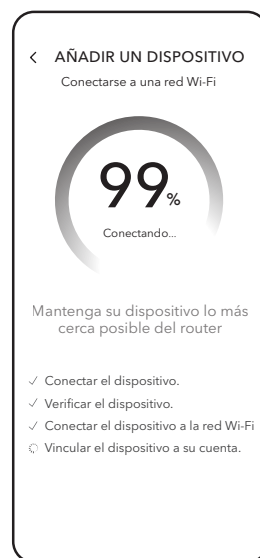 AÑADIR UN DISPOSITIVO
Conectarse a una red Wi-Fi
99%
Conectando...
Mantenga su dispositivo lo más
cerca posible del router
Conectar el dispositivo.
Verificar el dispositivo.
Conectar el dispositivo a la red Wi-Fi
Vincular el dispositivo a su cuenta.